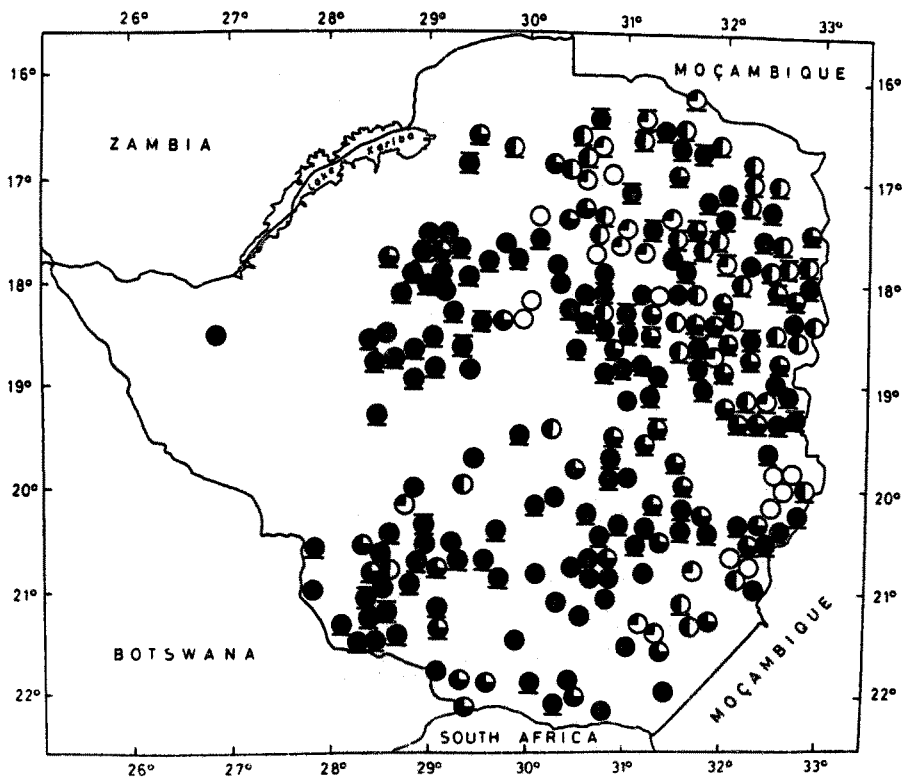 26° 27° 28° 29° 30° 31° 32° 33°
16° 16°
MOÇAMBIQUE
ZAMBIA
Lake Kariba
17° 17°
18° 18°
19° 19°
20° 20°
21° 21°
MOÇAMBIQUE
BOTSWANA
22° 22°
SOUTH AFRICA
26° 27° 28° 29° 30° 31° 32° 33°